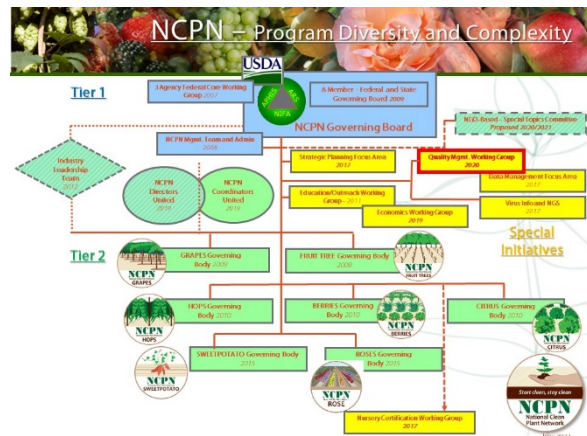 NCPN – Program Diversity and Complexity
USDA
Tier 1
3 Agency Federal Core Working
Group 2007
APHIS ARS
NIFA
8 Member - Federal and State
Governing Board 2009
NCPN Governing Board
NGS-Based - Special Topics Committee
Proposed 2020/2021
NCPN Mgmt. Team and Admin
Strategic Planning Focus Area
2017
Quality Mgmt. Working Group
2020
Industry
Leadership
Team
2012
Data Management Focus Area
2017
NCPN
Directors
United
NCPN
Coordinators
United
Education/Outreach Working
Group - 2011
Virus Info and NGS
2017
Economics Working Group
2019
Special
Initiatives
Tier 2
GRAPES Governing
Body 2009
FRUIT TREE Governing
Body
NCPN
GRAPES
NCPN
FRUIT TREES
HOPS Governing
Body 2010
BERRIES Governing
Body 2010
CITRUS Governing
Body 2010
NCPN
HOPS
NCPN
BERRIES
NCPN
CITRUS
SWEETPOTATO Governing Body
2015
ROSES Governing
Body 2015
NCPN
SWEETPOTATO
NCPN
ROSE
Start clean, stay clean
NCPN
National Clean
Plant Network
Nursery Certification Working Group
2017